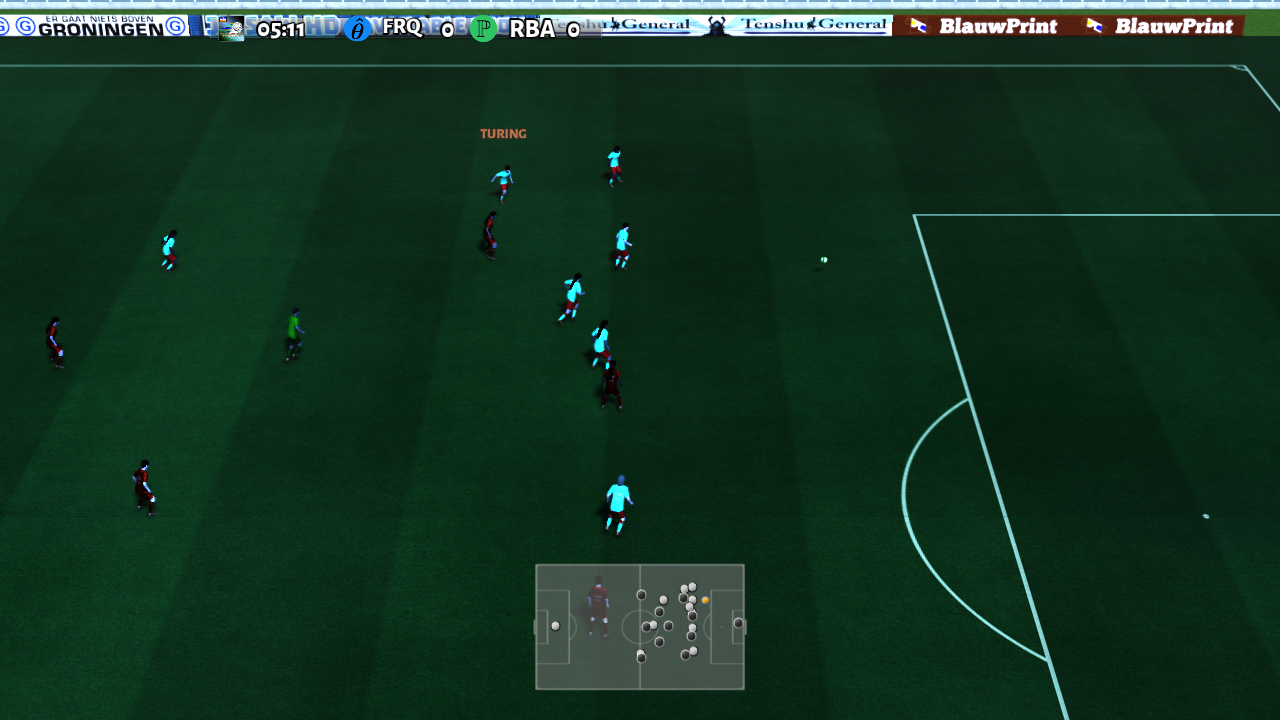 ER GAAT NIETS BOVEN
GRONINGEN
05:11 FRQ 0 RBA 0
General
Tenshu General
BlauwPrint
BlauwPrint
TURING